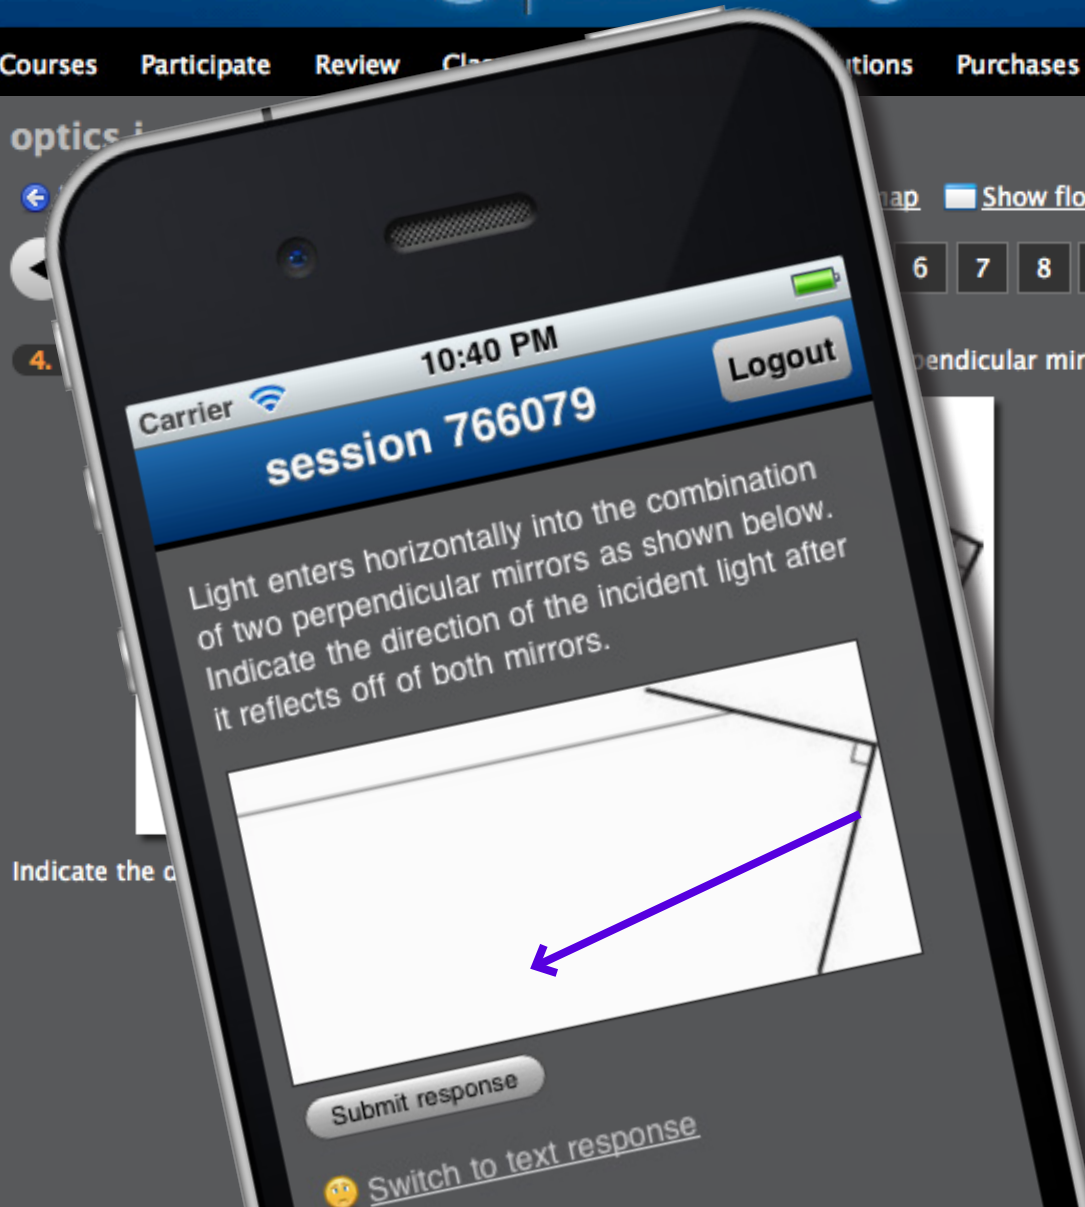 Courses Participate Review
Purchases
optics
Show flo
6 7 8
4.
Carrier 10:40 PM
session 766079 Logout
Light enters horizontally into the combination
of two perpendicular mirrors as shown below.
Indicate the direction of the incident light after
it reflects off of both mirrors.
Indicate the
Submit response
Switch to text response